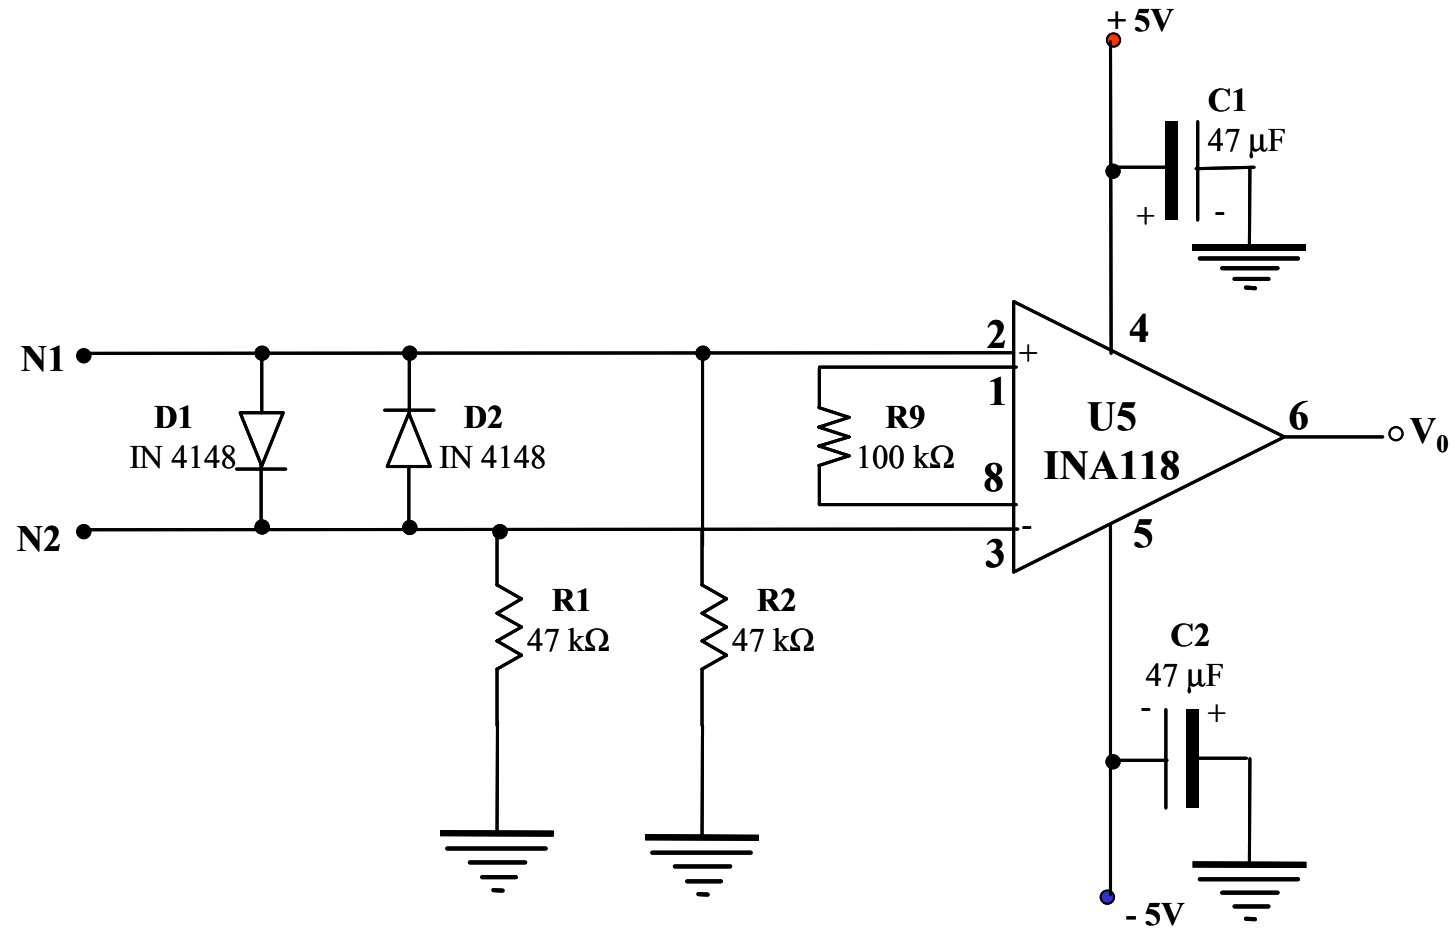 + 5V
C1
47 µF
+ -
2
4
N1
+
1
D1
IN 4148
D2
IN 4148
R9
100 kΩ
U5
INA118
6
V0
8
N2
-
3
5
R1
47 kΩ
R2
47 kΩ
C2
47 µF
- +
- 5V